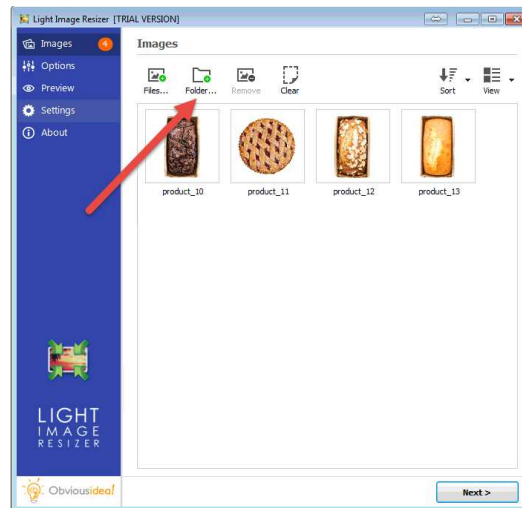 Light Image Resizer [TRIAL VERSION]
Images 4
Options
Preview
Settings
About
Images
Files... Folder... Remove Clear Sort View
product_10 product_11 product_12 product_13
LIGHT
IMAGE
RESIZER
Obviousidea!
Next >